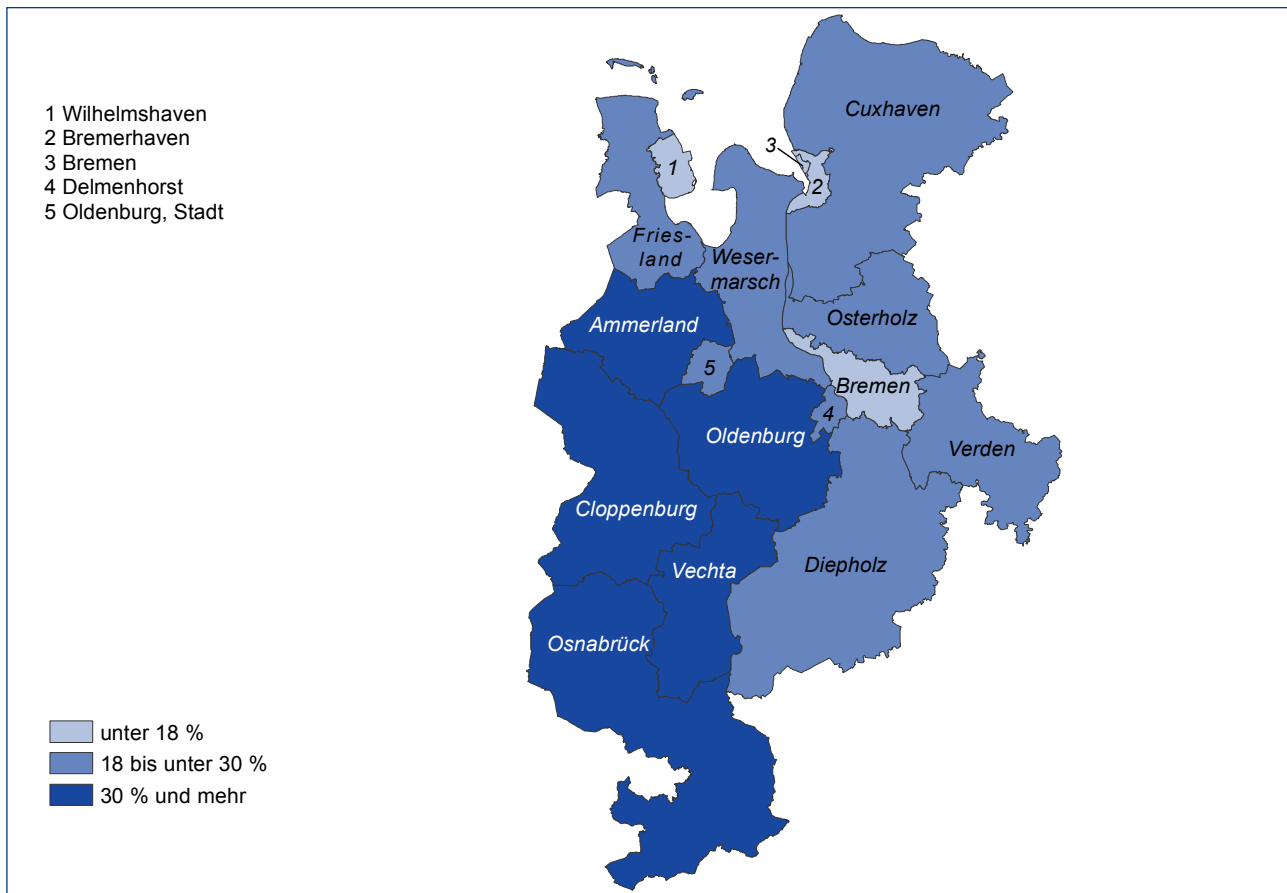 1 Wilhelmshaven
2 Bremerhaven
3 Bremen
4 Delmenhorst
5 Oldenburg, Stadt
Cuxhaven
3
1
2
Fries-
land
Weser-
marsch
Osterholz
Ammerland
5
Bremen
4
Oldenburg
Verden
Cloppenburg
Vechta
Diepholz
Osnabrück
unter 18 %
18 bis unter 30 %
30 % und mehr